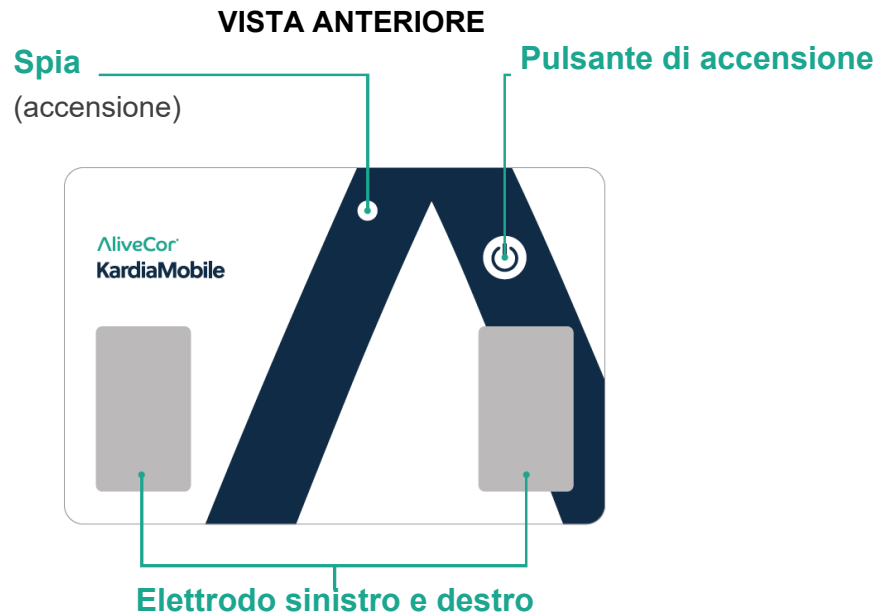 VISTA ANTERIORE
Spia
Pulsante di accensione
(accensione)
AliveCor
KardiaMobile
Elettrodo sinistro e destro